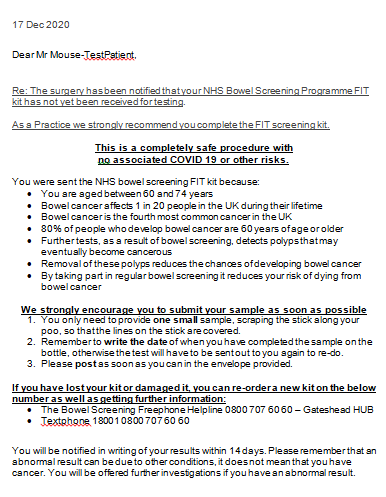 17 Dec 2020
Dear Mr Mouse-TestPatient,
Re: The surgery has been notified that your NHS Bowel Screening Programme FIT
kit has not yet been received for testing.
As a Practice we strongly recommend you complete the FIT screening kit.
This is a completely safe procedure with
no associated COVID 19 or other risks.
You were sent the NHS bowel screening FIT kit because:
• You are aged between 60 and 74 years
• Bowel cancer affects 1 in 20 people in the UK during their lifetime
• Bowel cancer is the fourth most common cancer in the UK
• 80% of people who develop bowel cancer are 60 years of age or older
• Further tests, as a result of bowel screening, detects polyps that may
eventually become cancerous
• Removal of these polyps reduces the chances of developing bowel cancer
• By taking part in regular bowel screening it reduces your risk of dying from
bowel cancer
We strongly encourage you to submit your sample as soon as possible
1. You only need to provide one small sample, scraping the stick along your
poo, so that the lines on the stick are covered.
2. Remember to write the date of when you have completed the sample on the
bottle, otherwise the test will have to be sent out to you again to re-do.
3. Please post as soon as you can in the envelope provided.
If you have lost your kit or damaged it, you can re-order a new kit on the below
number as well as getting further information:
• The Bowel Screening Freephone Helpline 0800 707 60 60 – Gateshead HUB
• Textphone 18001 0800 707 60 60
You will be notified in writing of your results within 14 days. Please remember that an
abnormal result can be due to other conditions, it does not mean that you have
cancer. You will be offered further investigations if you have an abnormal result.